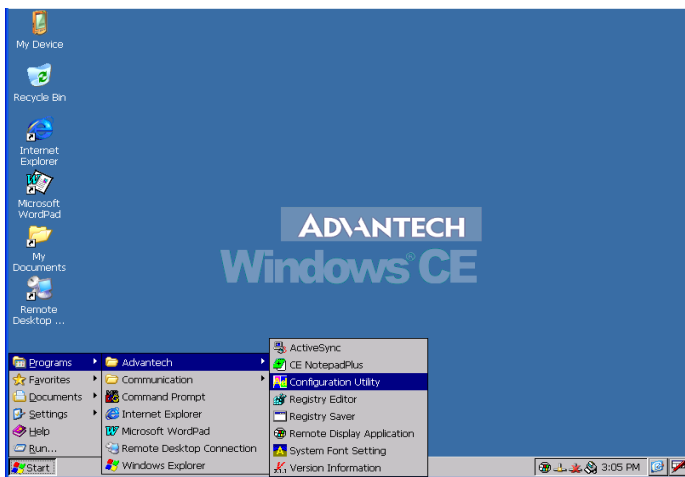 My Device
Recycle Bin
Internet
Explorer
Microsoft
WordPad
My
Documents
Remote
Desktop ...
ADVANTECH
Windows® CE
Programs
Favorites
Documents
Settings
Help
Run...
Advantech
Communication
Command Prompt
Internet Explorer
Microsoft WordPad
Remote Desktop Connection
Windows Explorer
ActiveSync
CE NotepadPlus
Configuration Utility
Registry Editor
Registry Saver
Remote Display Application
System Font Setting
Version Information
Start
3:05 PM